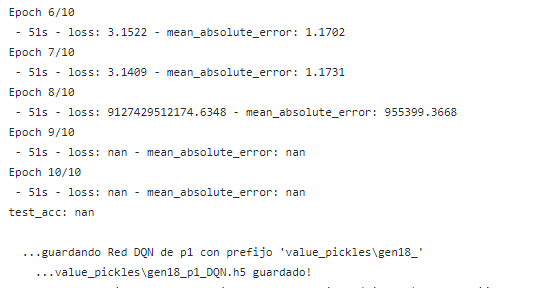 Epoch 6/10
- 51s - loss: 3.1522 - mean_absolute_error: 1.1702
Epoch 7/10
- 51s - loss: 3.1409 - mean_absolute_error: 1.1731
Epoch 8/10
- 51s - loss: 9127429512174.6348 - mean_absolute_error: 955399.3668
Epoch 9/10
- 51s - loss: nan - mean_absolute_error: nan
Epoch 10/10
- 51s - loss: nan - mean_absolute_error: nan
test_acc: nan
...guardando Red DQN de p1 con prefijo 'value_pickles\gen18_'
...value_pickles\gen18_p1_DQN.h5 guardado!